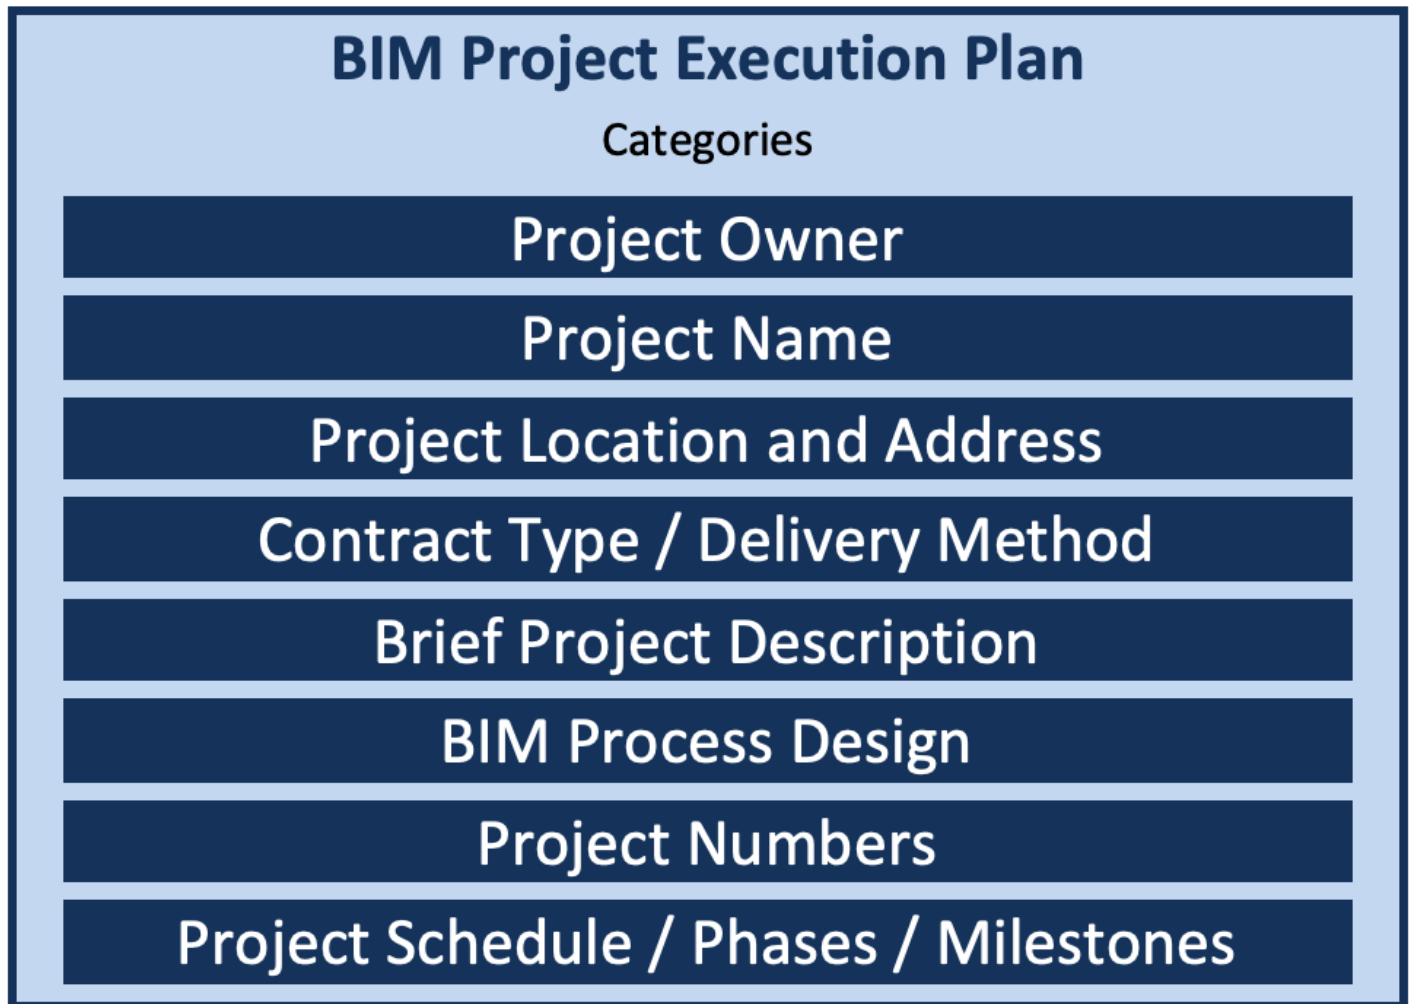 BIM Project Execution Plan
Categories
Project Owner
Project Name
Project Location and Address
Contract Type / Delivery Method
Brief Project Description
BIM Process Design
Project Numbers
Project Schedule / Phases / Milestones